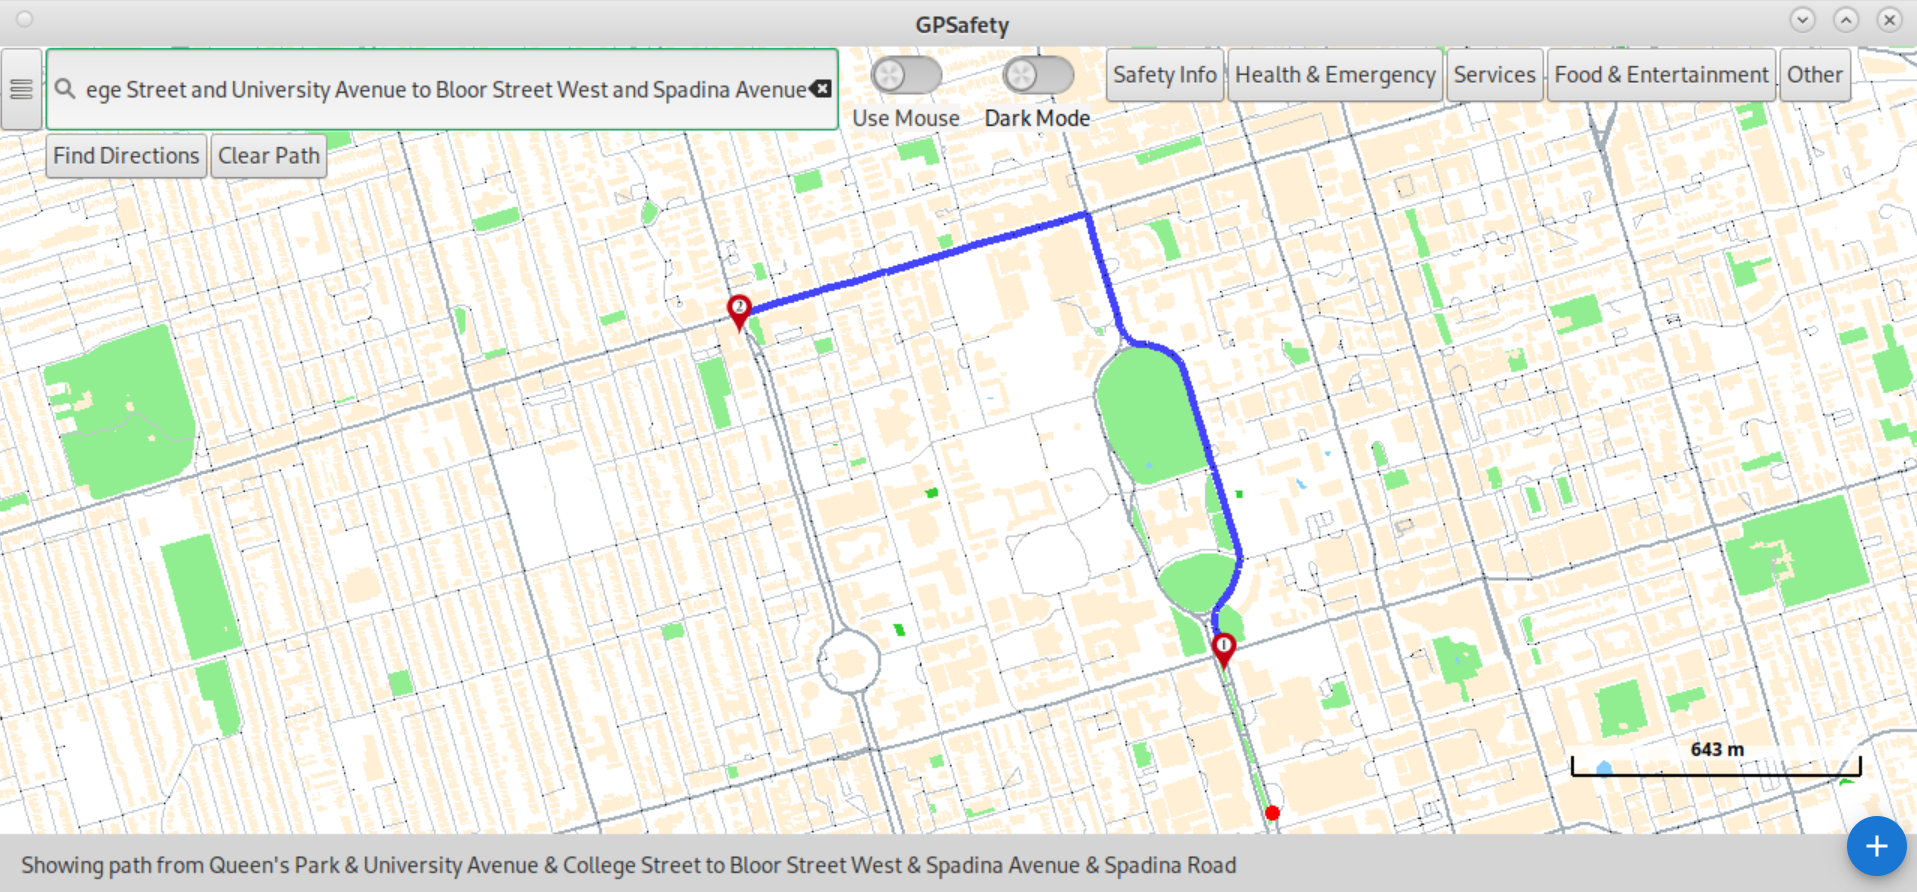 GPSafety
ege Street and University Avenue to Bloor Street West and Spadina Avenue
Use Mouse
Dark Mode
Safety Info
Health & Emergency
Services
Food & Entertainment
Other
Find Directions
Clear Path
2
1
643 m
+
Showing path from Queen's Park & University Avenue & College Street to Bloor Street West & Spadina Avenue & Spadina Road